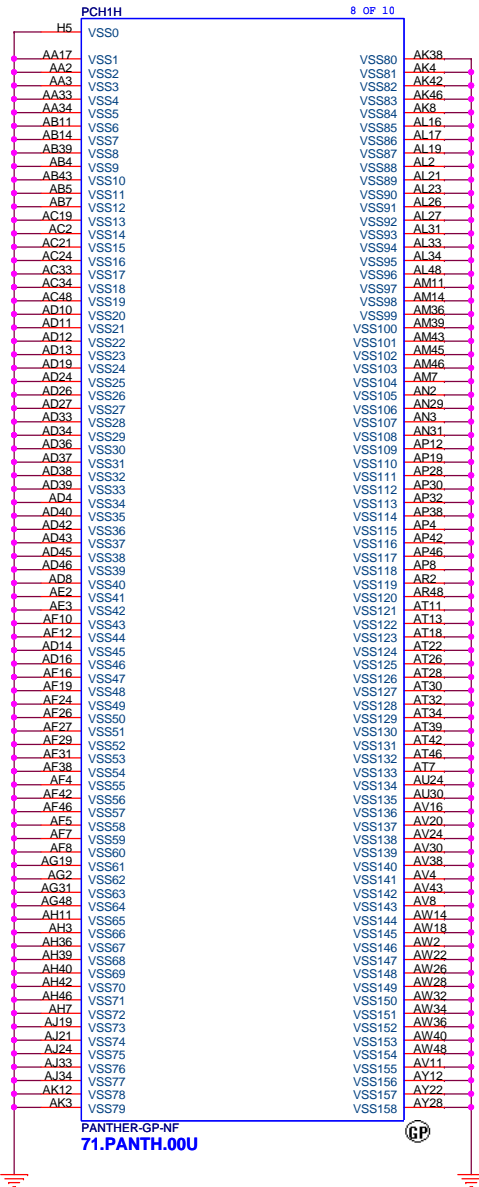 PCH1H 8 OF 10
H5 VSS0
AA17 VSS1 VSS80 AK38
AA2 VSS2 VSS81 AK4
AA3 VSS3 VSS82 AK42
AA33 VSS4 VSS83 AK46
AA34 VSS5 VSS84 AK8
AB11 VSS6 VSS85 AL16
AB14 VSS7 VSS86 AL17
AB39 VSS8 VSS87 AL19
AB4 VSS9 VSS88 AL2
AB43 VSS10 VSS89 AL21
AB5 VSS11 VSS90 AL23
AB7 VSS12 VSS91 AL26
AC19 VSS13 VSS92 AL27
AC2 VSS14 VSS93 AL31
AC21 VSS15 VSS94 AL33
AC24 VSS16 VSS95 AL34
AC33 VSS17 VSS96 AL48
AC34 VSS18 VSS97 AM11
AC48 VSS19 VSS98 AM14
AD10 VSS20 VSS99 AM36
AD11 VSS21 VSS100 AM39
AD12 VSS22 VSS101 AM43
AD13 VSS23 VSS102 AM45
AD19 VSS24 VSS103 AM46
AD24 VSS25 VSS104 AM7
AD26 VSS26 VSS105 AN2
AD27 VSS27 VSS106 AN29
AD33 VSS28 VSS107 AN3
AD34 VSS29 VSS108 AN31
AD36 VSS30 VSS109 AP12
AD37 VSS31 VSS110 AP19
AD38 VSS32 VSS111 AP28
AD39 VSS33 VSS112 AP30
AD4 VSS34 VSS113 AP32
AD40 VSS35 VSS114 AP38
AD42 VSS36 VSS115 AP4
AD43 VSS37 VSS116 AP42
AD45 VSS38 VSS117 AP46
AD46 VSS39 VSS118 AP8
AD8 VSS40 VSS119 AR2
AE2 VSS41 VSS120 AR48
AE3 VSS42 VSS121 AT11
AF10 VSS43 VSS122 AT13
AF12 VSS44 VSS123 AT18
AD14 VSS45 VSS124 AT22
AD16 VSS46 VSS125 AT26
AF16 VSS47 VSS126 AT28
AF19 VSS48 VSS127 AT30
AF24 VSS49 VSS128 AT32
AF26 VSS50 VSS129 AT34
AF27 VSS51 VSS130 AT39
AF29 VSS52 VSS131 AT42
AF31 VSS53 VSS132 AT46
AF38 VSS54 VSS133 AT7
AF4 VSS55 VSS134 AU24
AF42 VSS56 VSS135 AU30
AF46 VSS57 VSS136 AV16
AF5 VSS58 VSS137 AV20
AF7 VSS59 VSS138 AV24
AF8 VSS60 VSS139 AV30
AG19 VSS61 VSS140 AV38
AG2 VSS62 VSS141 AV4
AG31 VSS63 VSS142 AV43
AG48 VSS64 VSS143 AV8
AH11 VSS65 VSS144 AW14
AH3 VSS66 VSS145 AW18
AH36 VSS67 VSS146 AW2
AH39 VSS68 VSS147 AW22
AH40 VSS69 VSS148 AW26
AH42 VSS70 VSS149 AW28
AH46 VSS71 VSS150 AW32
AH7 VSS72 VSS151 AW34
AJ19 VSS73 VSS152 AW36
AJ21 VSS74 VSS153 AW40
AJ24 VSS75 VSS154 AW48
AJ33 VSS76 VSS155 AV11
AJ34 VSS77 VSS156 AY12
AK12 VSS78 VSS157 AY22
AK3 VSS79 VSS158 AY28
PANTHER-GP-NF
71.PANTH.00U
GP